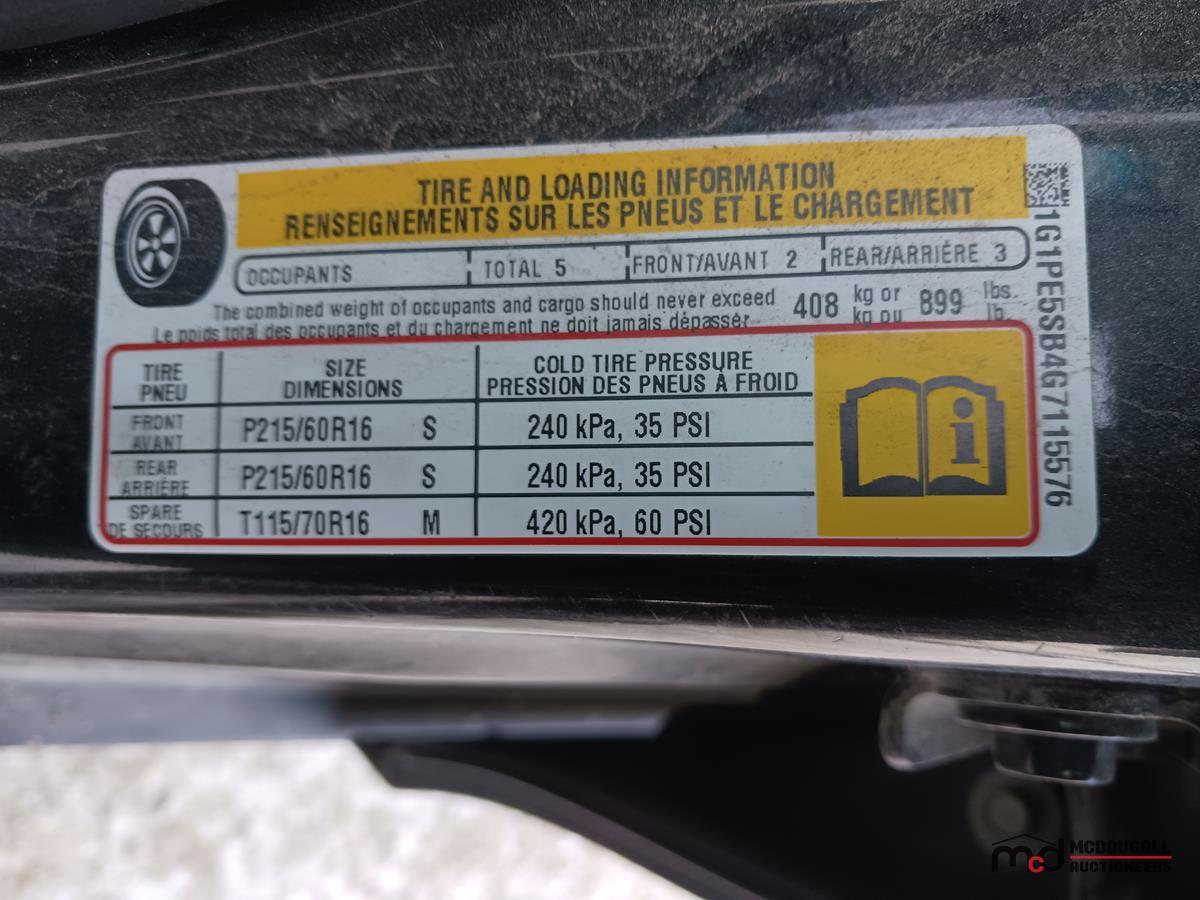 TIRE AND LOADING INFORMATION
RENSEIGNEMENTS SUR LES PNEUS ET LE CHARGEMENT
OCCUPANTS TOTAL 5 FRONT/AVANT 2 REAR/ARRIÈRE 3
The combined weight of occupants and cargo should never exceed 408 kg or 899 lbs.
Le poids total des occupants et du chargement ne doit jamais dépasser kg ou lb.
TIRE SIZE COLD TIRE PRESSURE
PNEU DIMENSIONS PRESSION DES PNEUS À FROID
FRONT
AVANT P215/60R16 S 240 kPa, 35 PSI
REAR
ARRIÈRE P215/60R16 S 240 kPa, 35 PSI
SPARE
DE SECOURS T115/70R16 M 420 kPa, 60 PSI
i
1G1PE5SB4G7115576
mcd MCDOUGALL
AUCTIONEERS